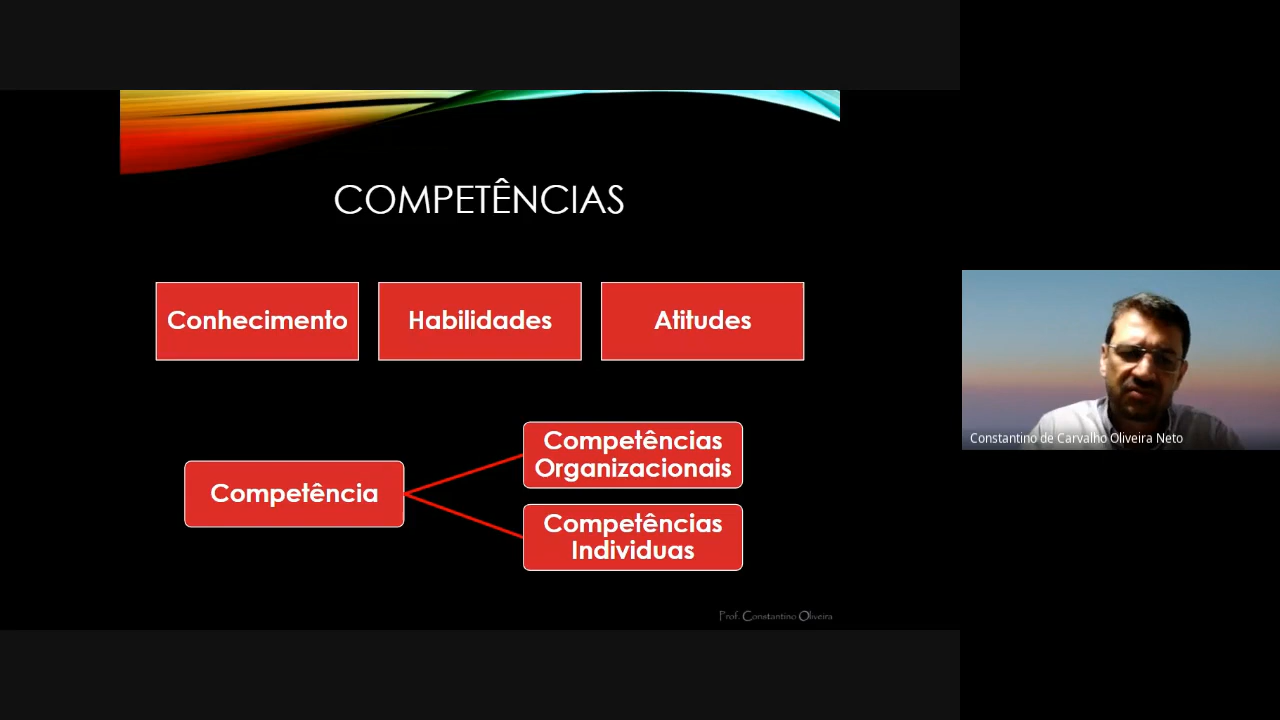 COMPETÊNCIAS
Conhecimento
Habilidades
Atitudes
Competência
Competências
Organizacionais
Competências
Individuas
Prof. Constantino Oliveira
Constantino de Carvalho Oliveira Neto